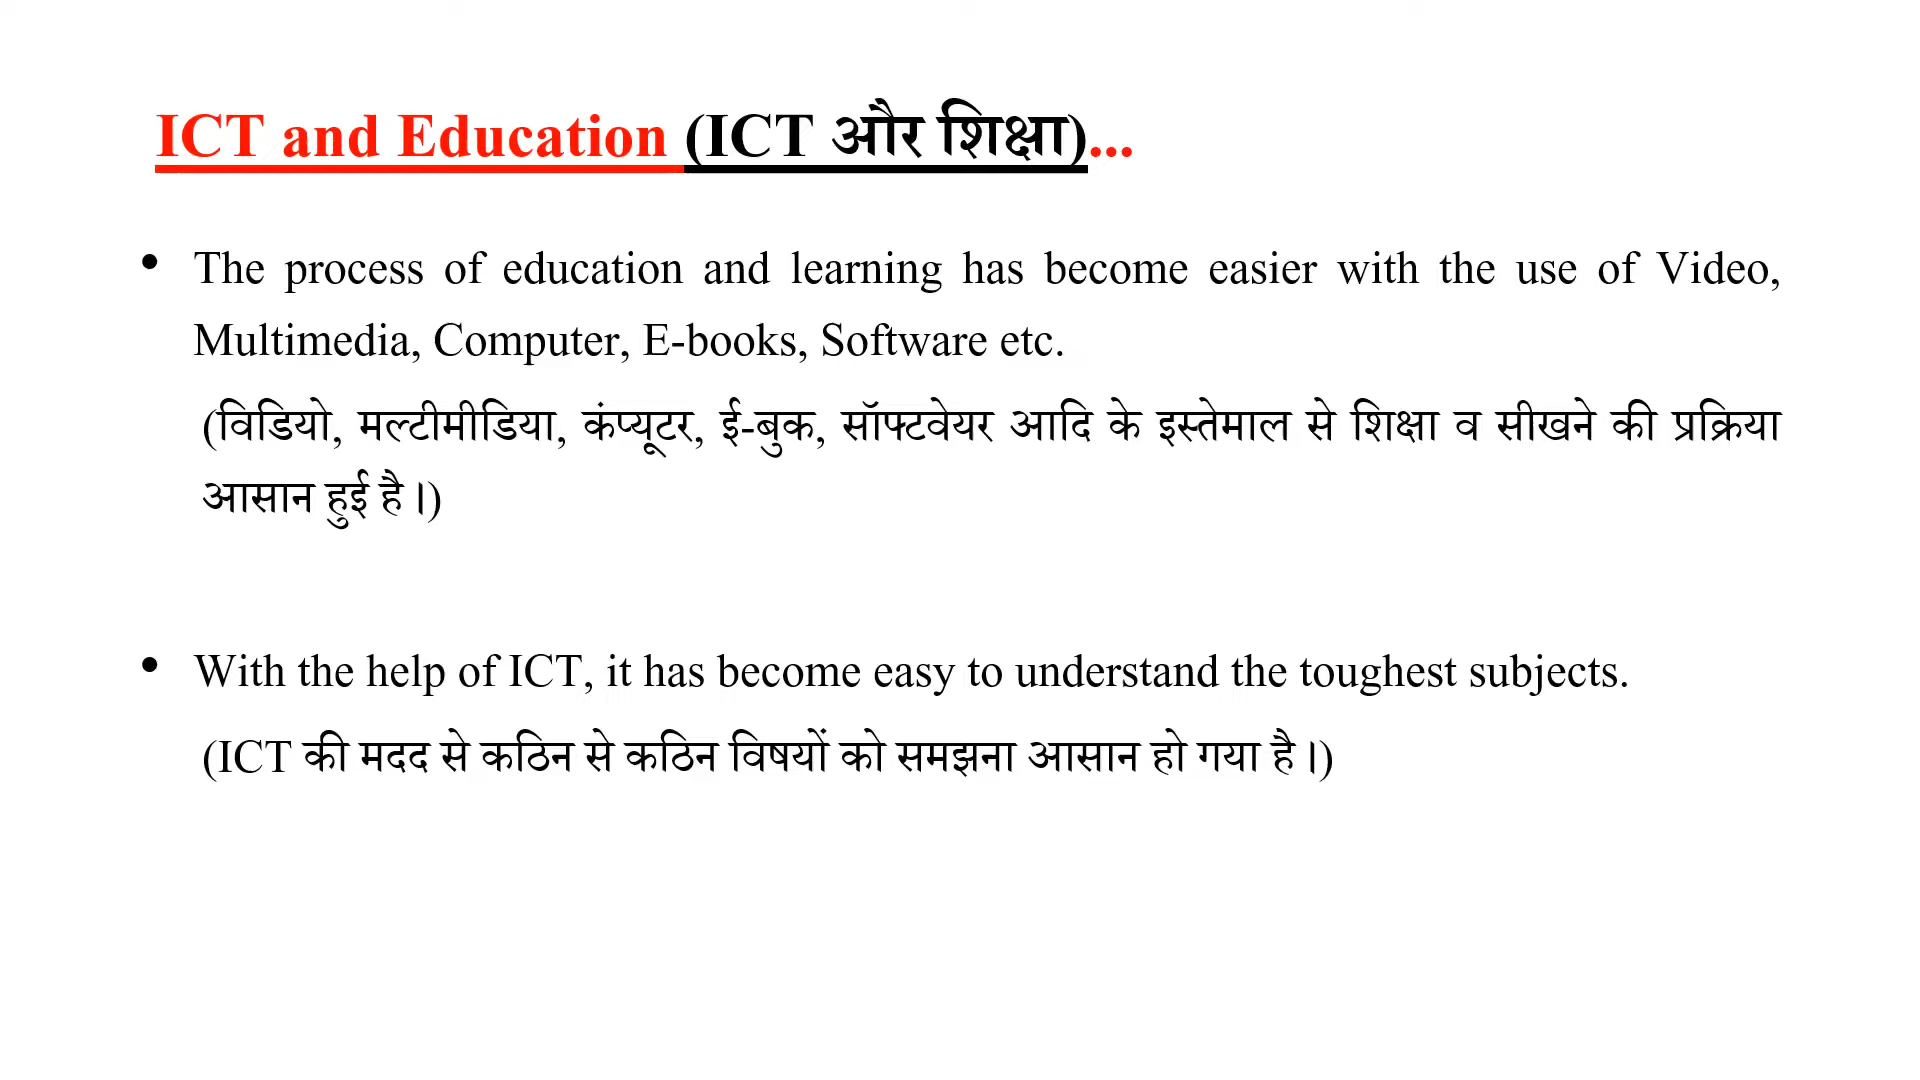 ICT and Education (ICT और शिक्षा)...
• The process of education and learning has become easier with the use of Video,
Multimedia, Computer, E-books, Software etc.
(विडियो, मल्टीमीडिया, कंप्यूटर, ई-बुक, सॉफ्टवेयर आदि के इस्तेमाल से शिक्षा व सीखने की प्रक्रिया
आसान हुई है।)
• With the help of ICT, it has become easy to understand the toughest subjects.
(ICT की मदद से कठिन से कठिन विषयों को समझना आसान हो गया है।)